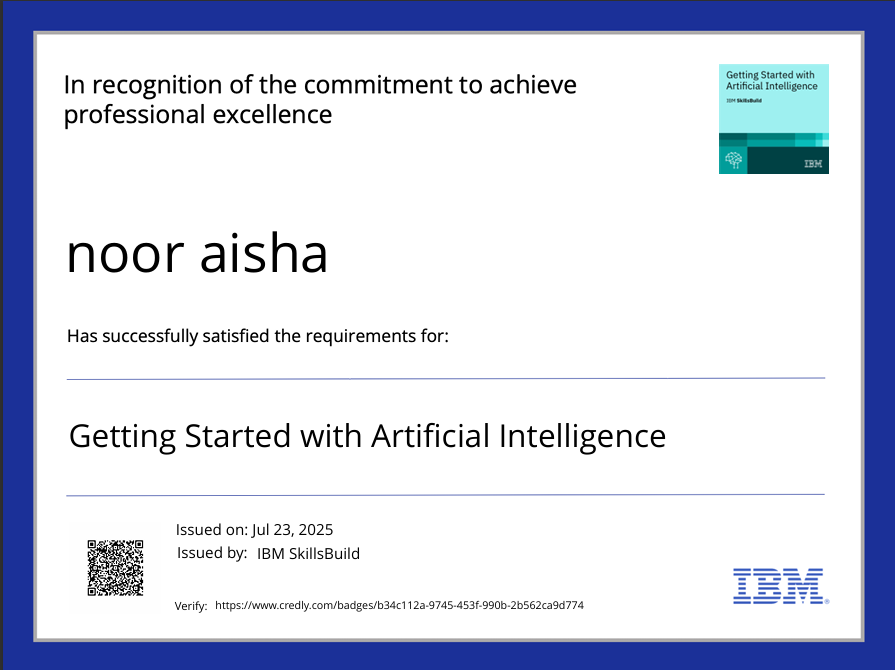 In recognition of the commitment to achieve
professional excellence
Getting Started with
Artificial Intelligence
IBM SkillsBuild
IBM
noor aisha
Has successfully satisfied the requirements for:
Getting Started with Artificial Intelligence
Issued on: Jul 23, 2025
Issued by: IBM SkillsBuild
Verify: https://www.credly.com/badges/b34c112a-9745-453f-990b-2b562ca9d774
IBM®